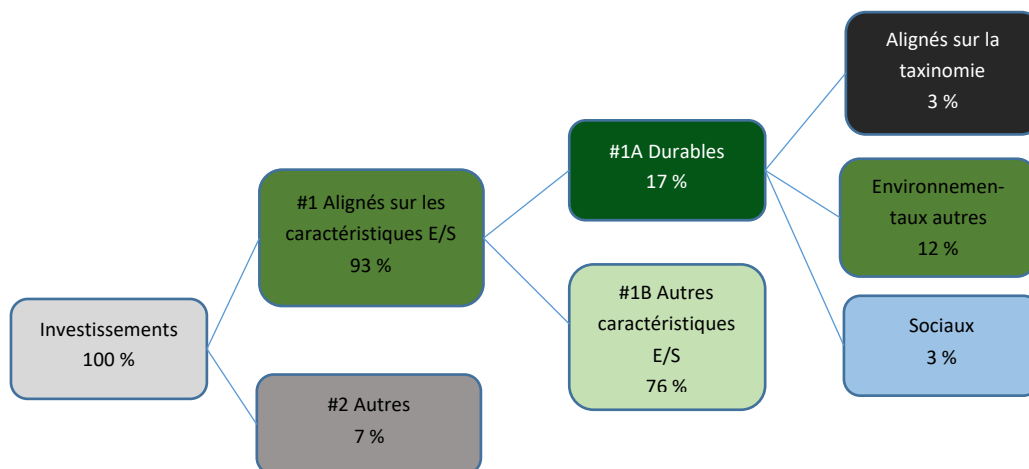 Investissements
100 %
#1 Alignés sur les
caractéristiques E/S
93 %
#2 Autres
7 %
#1A Durables
17 %
#1B Autres
caractéristiques
E/S
76 %
Alignés sur la
taxinomie
3 %
Environnemen-
taux autres
12 %
Sociaux
3 %